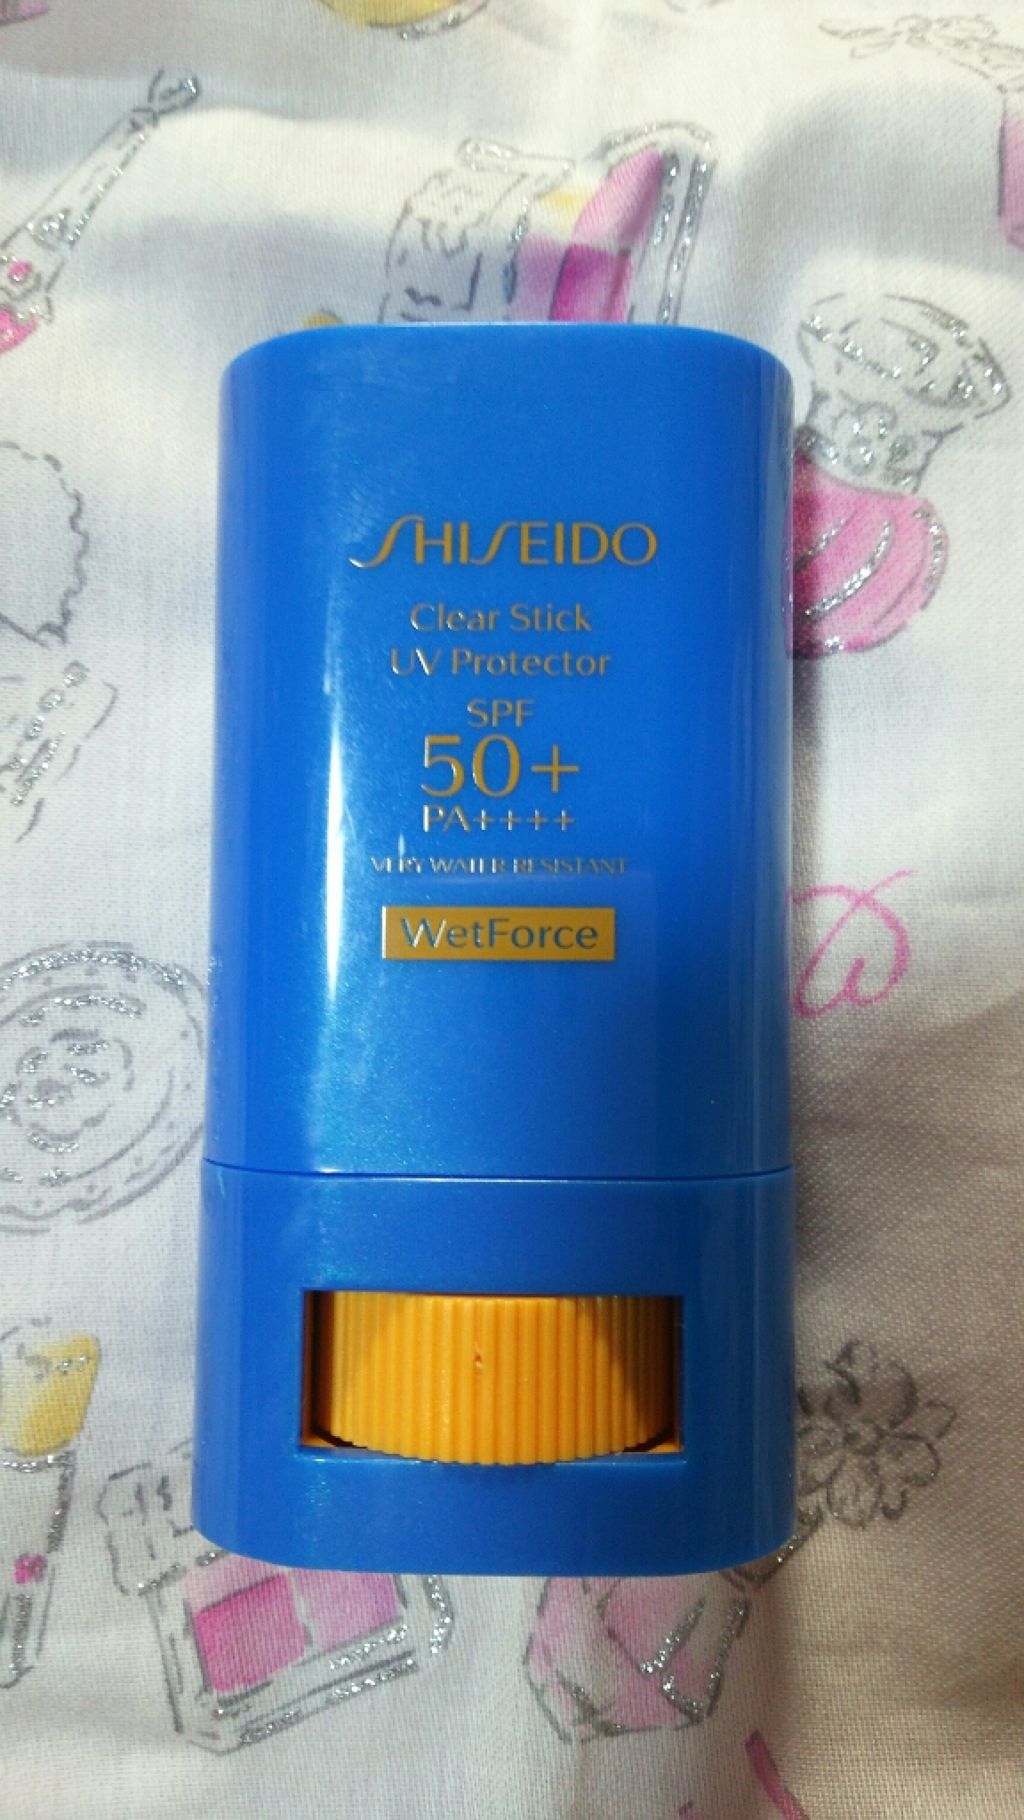 SHISEIDO
Clear Stick
UV Protector
SPF
50+
PA++++
VERY WATER RESISTANT
WetForce